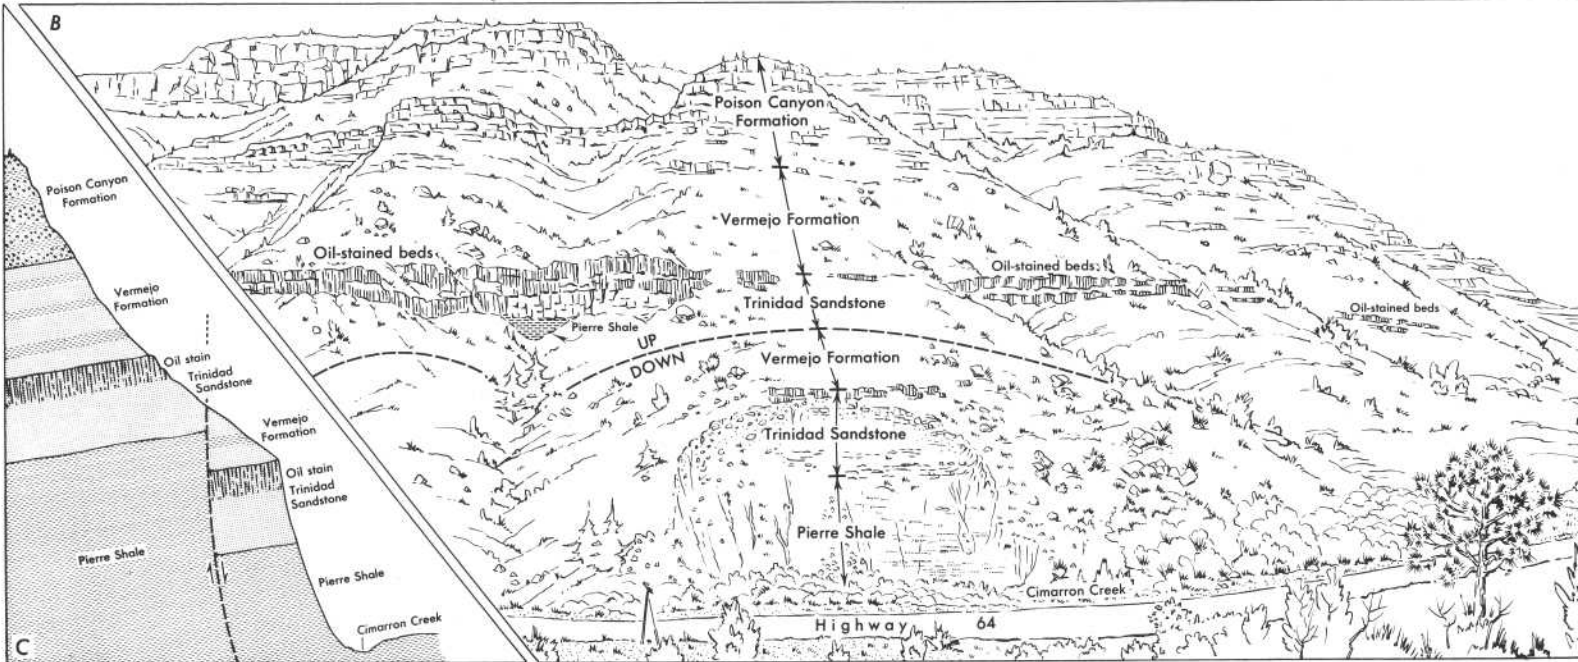 B
Poison Canyon
Formation
Vermejo Formation
Oil-stained beds
Oil-stained beds
Trinidad Sandstone
Oil-stained beds
Pierre Shale
UP
DOWN
Vermejo Formation
Trinidad Sandstone
Pierre Shale
Cimarron Creek
Highway 64
Poison Canyon
Formation
Vermejo
Formation
Oil stain
Trinidad
Sandstone
Vermejo
Formation
Oil stain
Trinidad
Sandstone
Pierre Shale
Pierre Shale
Cimarron Creek
C